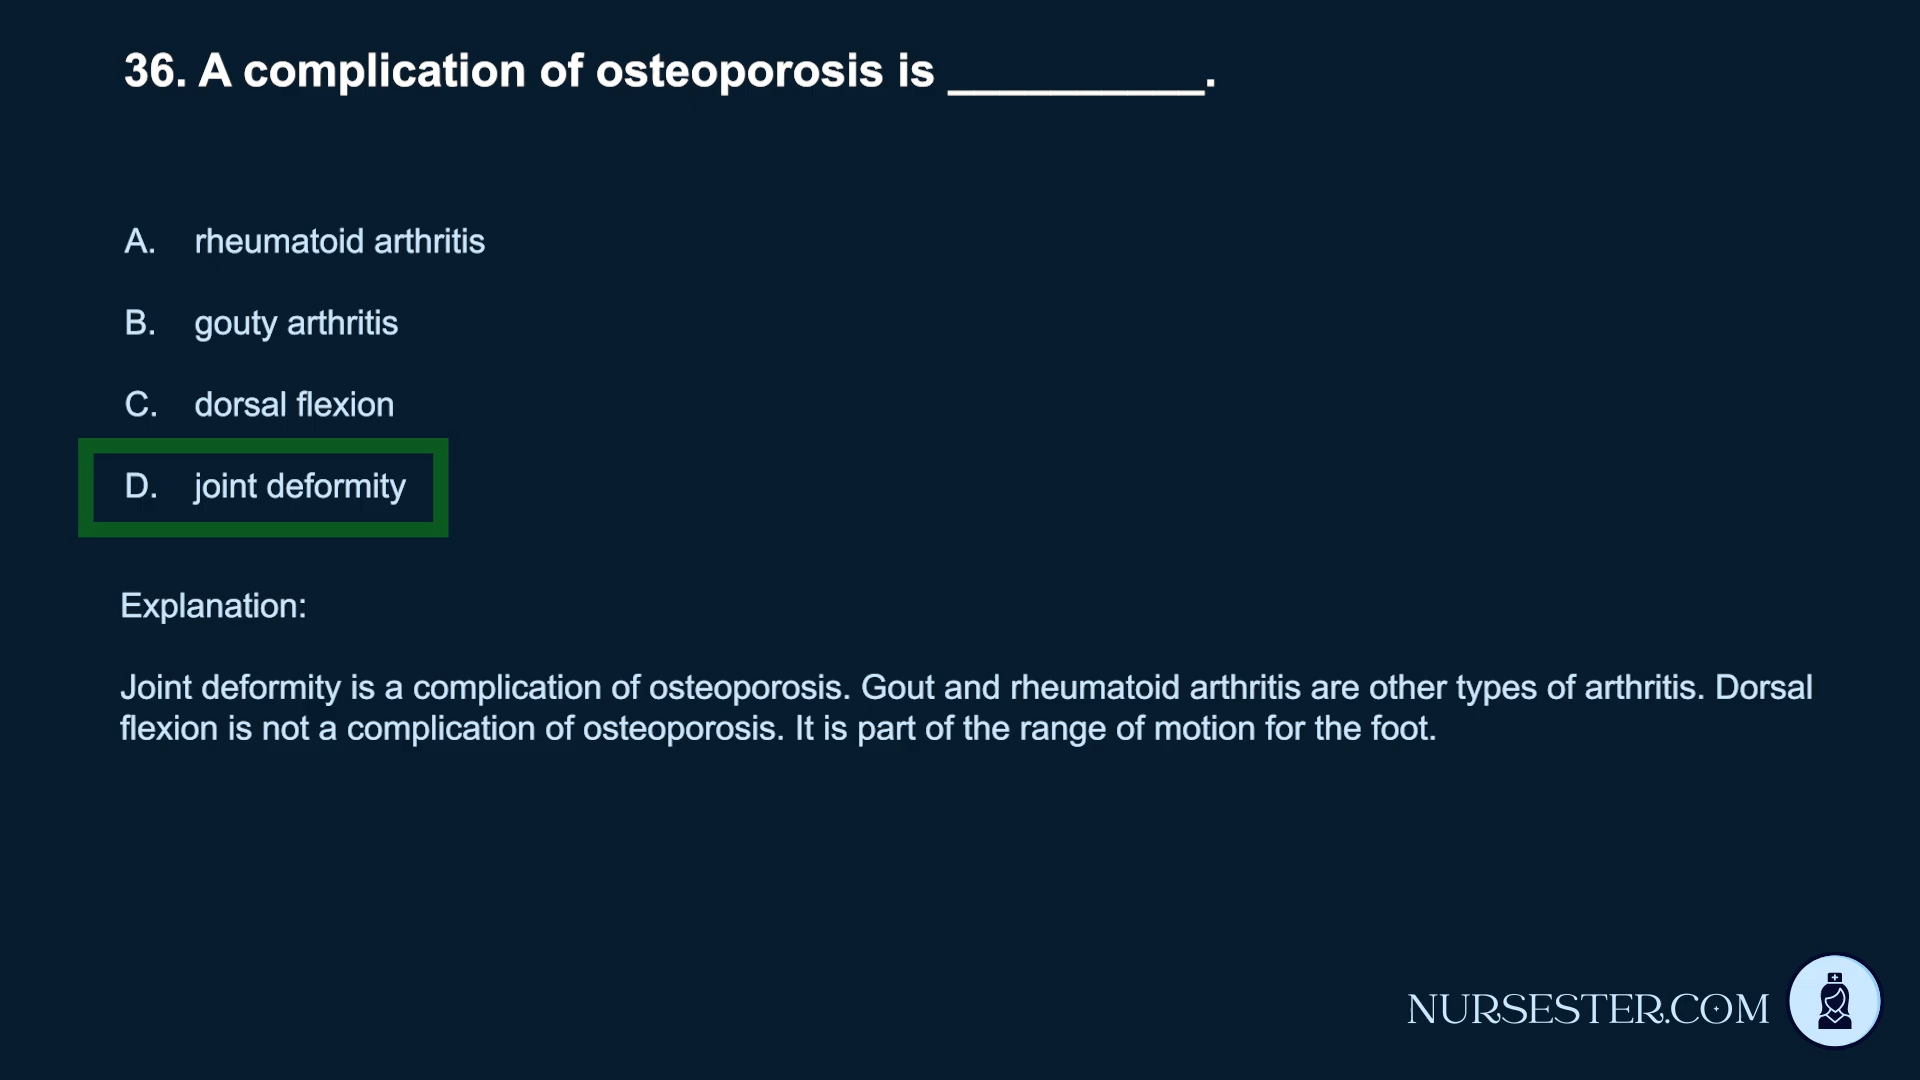 36. A complication of osteoporosis is __________.
A. rheumatoid arthritis
B. gouty arthritis
C. dorsal flexion
D. joint deformity
Explanation:
Joint deformity is a complication of osteoporosis. Gout and rheumatoid arthritis are other types of arthritis. Dorsal
flexion is not a complication of osteoporosis. It is part of the range of motion for the foot.
NURSESTER.COM